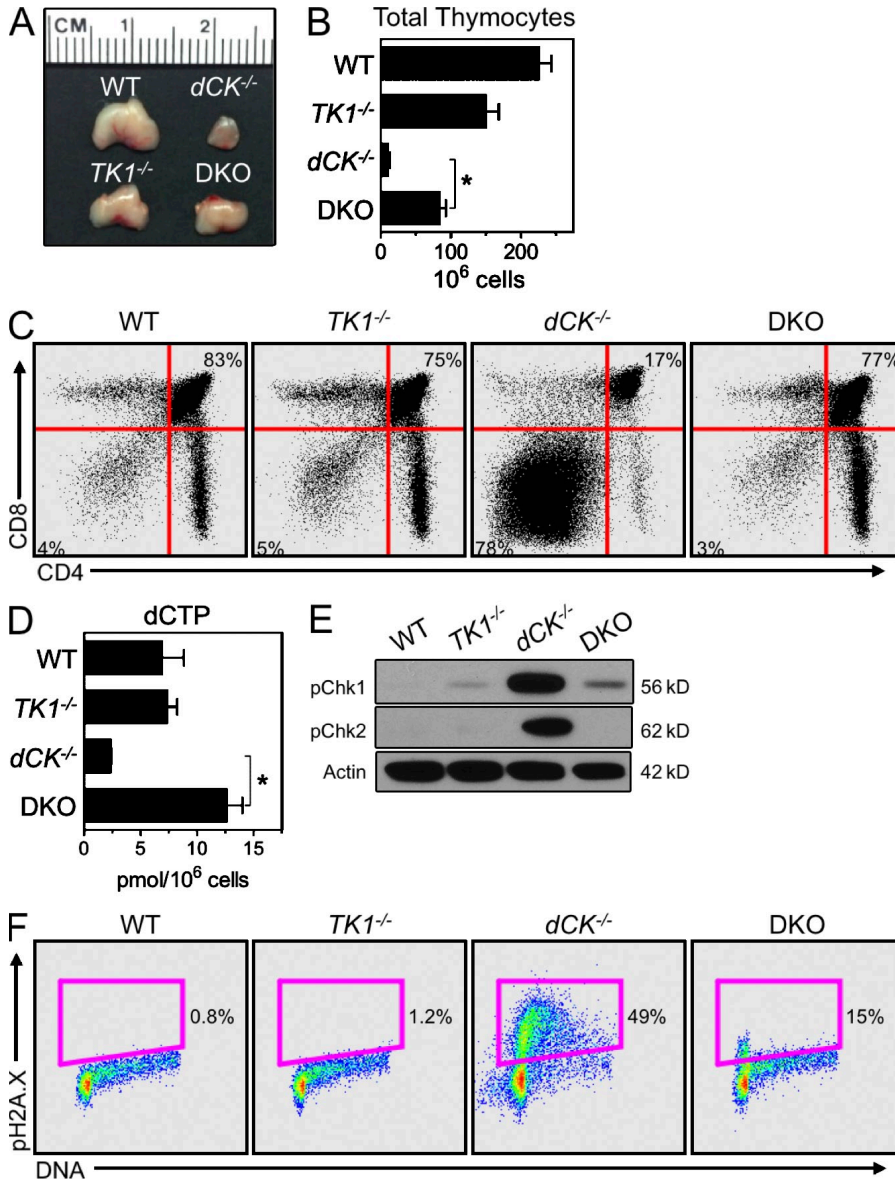 A
CM 1 2
WT dCK-/-
TK1-/- DKO
B
Total Thymocytes
WT
TK1-/-
dCK-/-
*
DKO
0 100 200
10^6 cells
C
WT TK1-/- dCK-/- DKO
83% 75% 17% 77%
CD8
4% 5% 78% 3%
CD4
D
dCTP
WT
TK1-/-
dCK-/-
*
DKO
0 5 10 15
pmol/10^6 cells
E
WT TK1-/- dCK-/- DKO
pChk1 56 kD
pChk2 62 kD
Actin 42 kD
F
WT TK1-/- dCK-/- DKO
0.8% 1.2% 49% 15%
pH2A.X
DNA